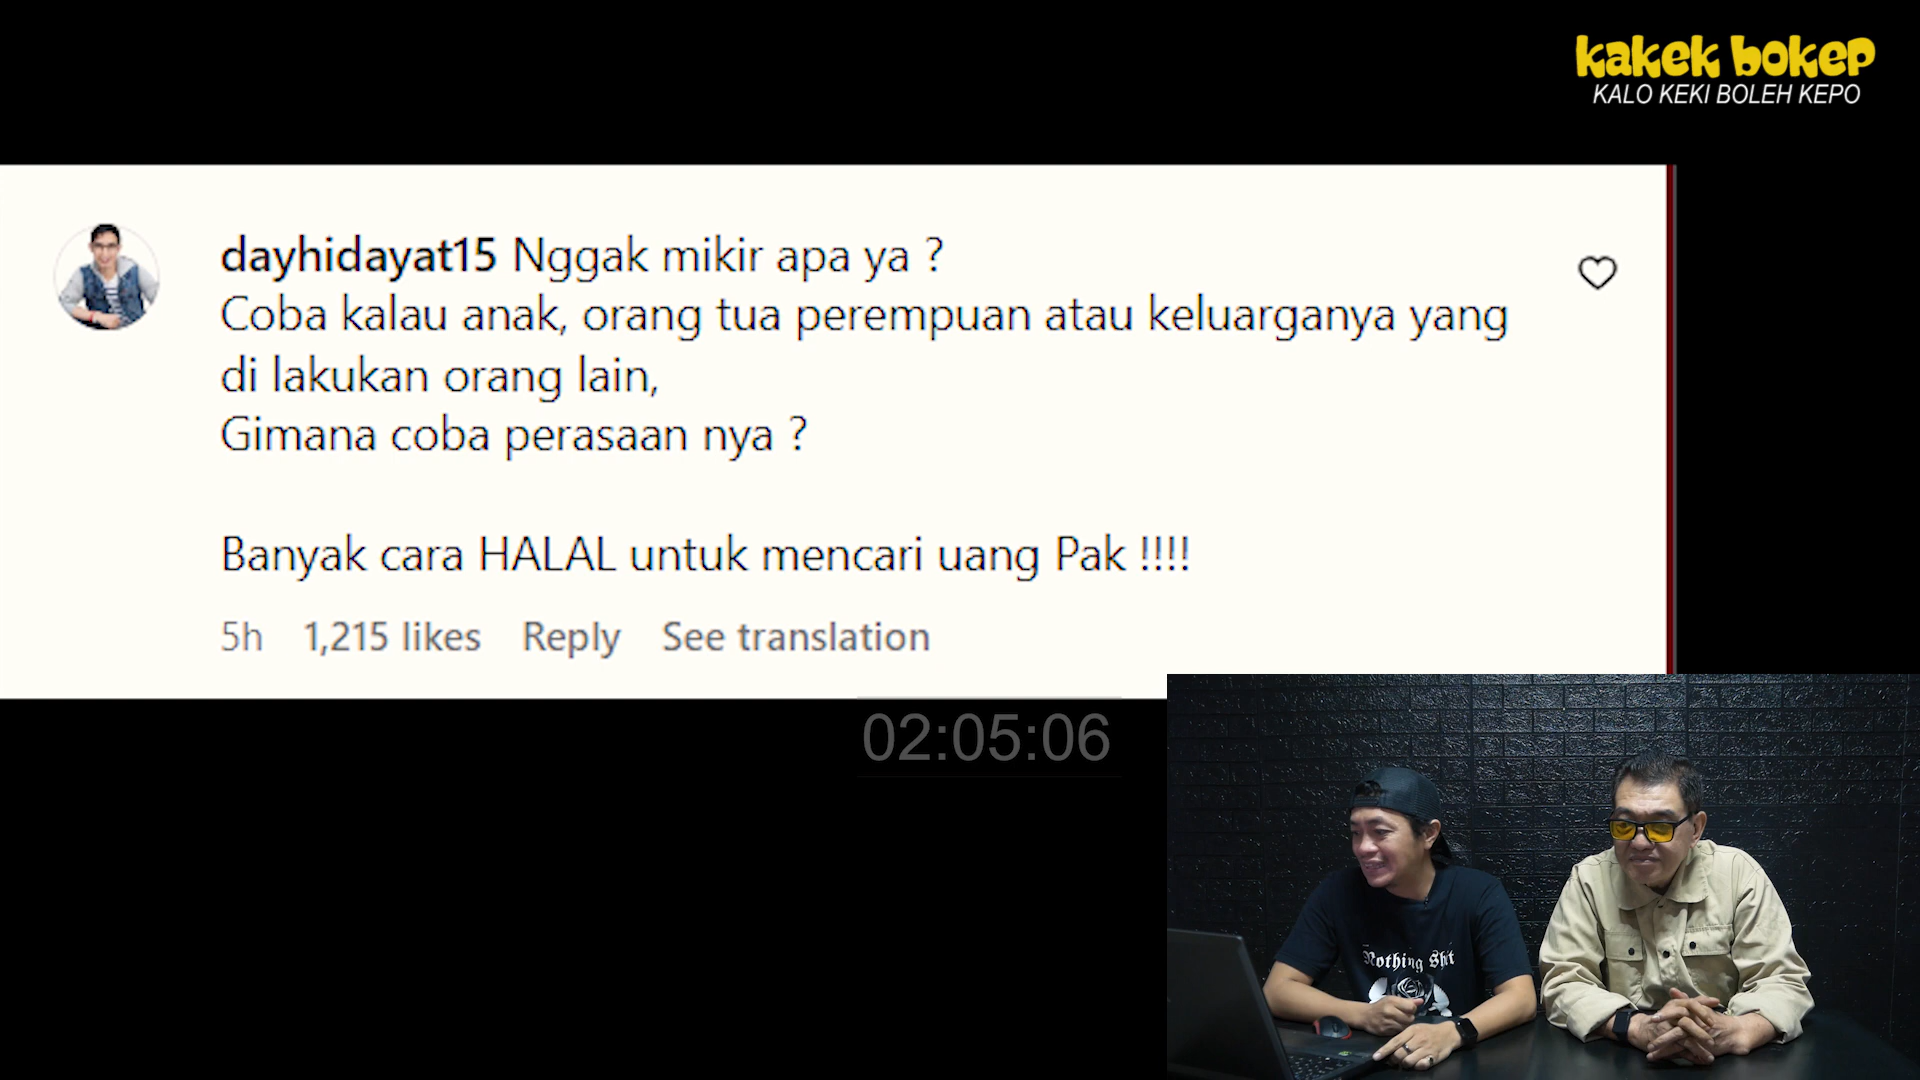 kakek bokep
KALO KEKI BOLEH KEPO
dayhidayat15 Nggak mikir apa ya ?
Coba kalau anak, orang tua perempuan atau keluarganya yang
di lakukan orang lain,
Gimana coba perasaan nya ?
Banyak cara HALAL untuk mencari uang Pak !!!!
5h 1,215 likes Reply See translation
02:05:06
Nothing Shit